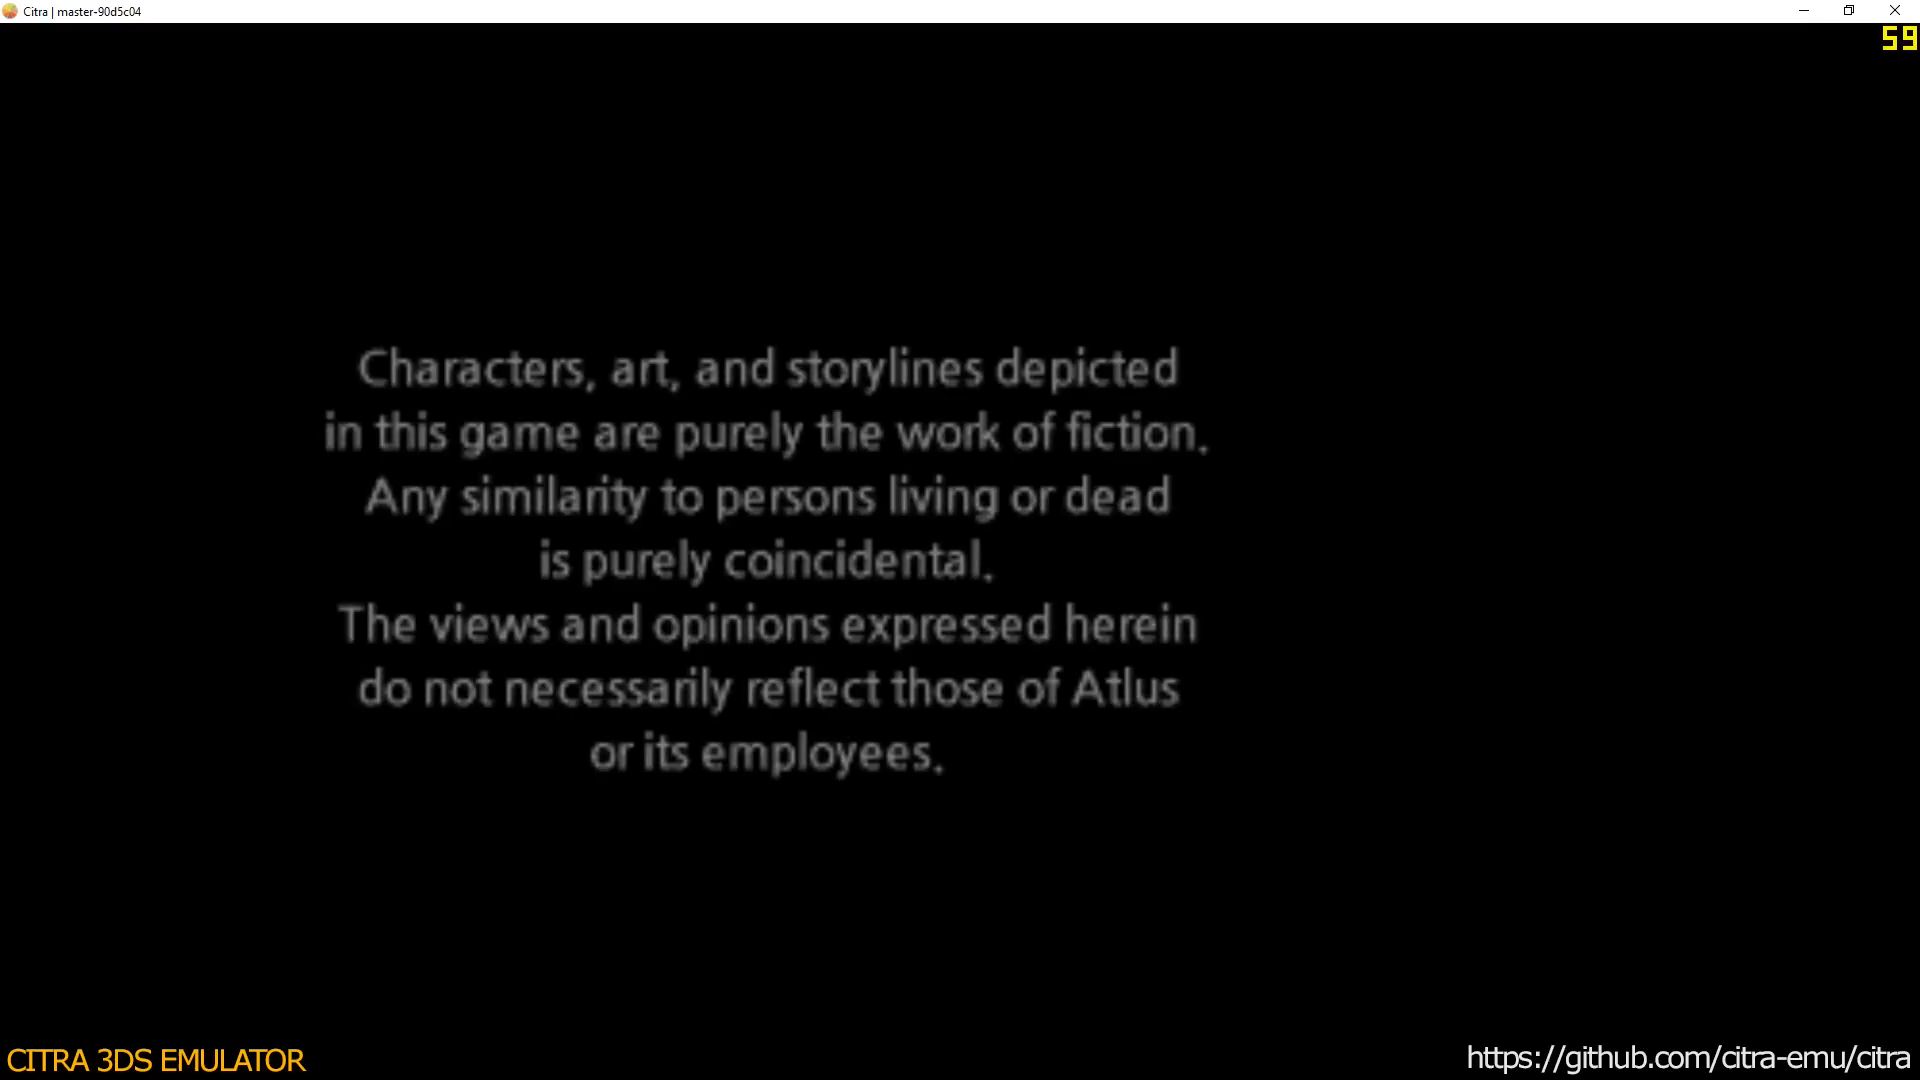 Citra | master-90d5c04
59
Characters, art, and storylines depicted
in this game are purely the work of fiction.
Any similarity to persons living or dead
is purely coincidental.
The views and opinions expressed herein
do not necessarily reflect those of Atlus
or its employees.
CITRA 3DS EMULATOR
https://github.com/citra-emu/citra